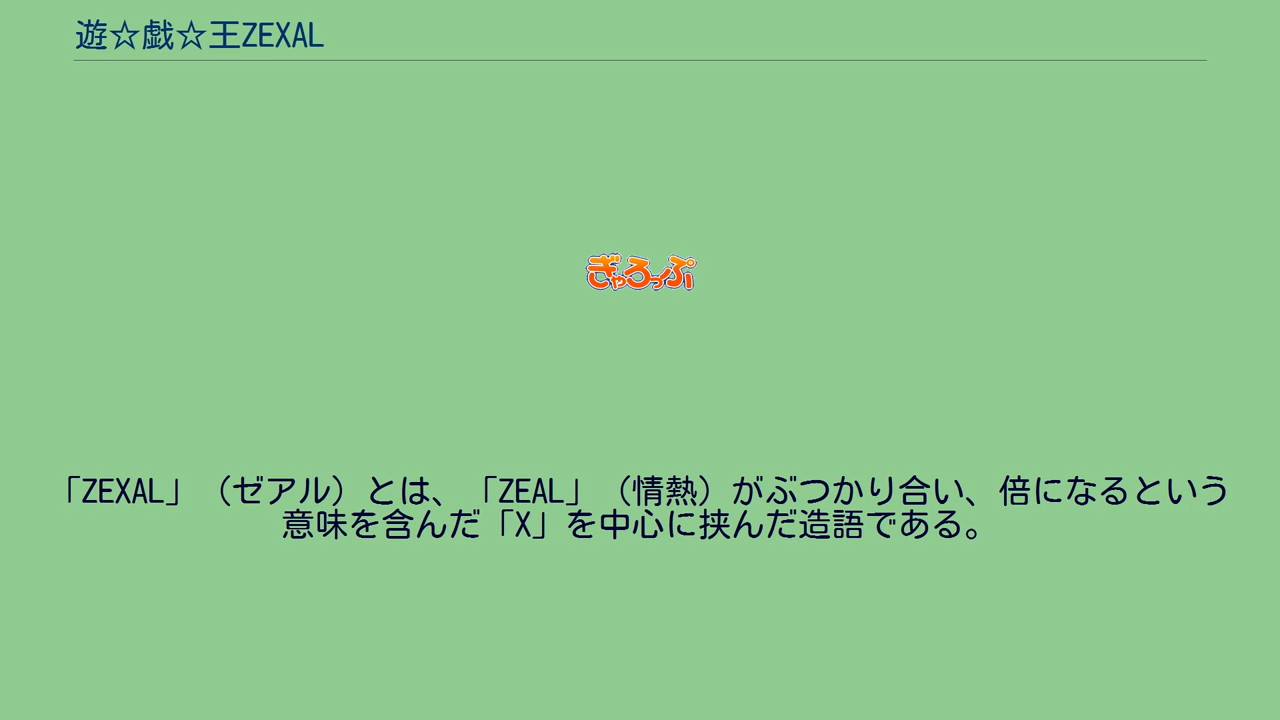 遊☆戯☆王ZEXAL
ぎゃろっぷ
「ZEXAL」（ゼアル）とは、「ZEAL」（情熱）がぶつかり合い、倍になるという
意味を含んだ「X」を中心に挟んだ造語である。